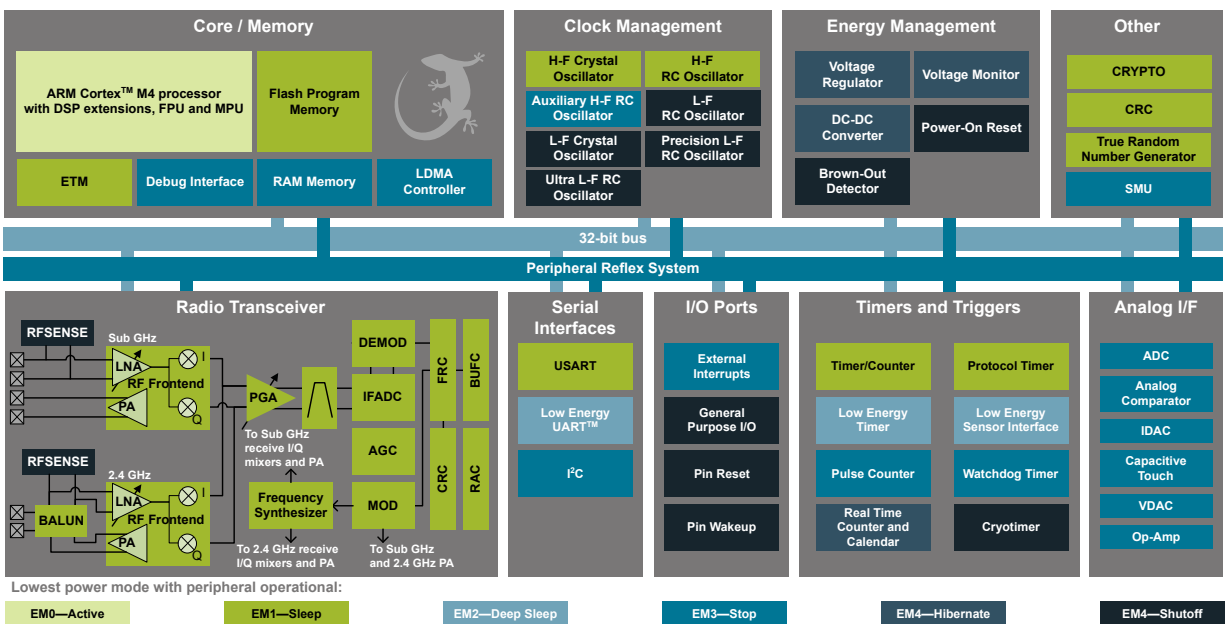 Core / Memory
ARM Cortex™ M4 processor
with DSP extensions, FPU and MPU
Flash Program
Memory
ETM
Debug Interface
RAM Memory
LDMA
Controller
Clock Management
H-F Crystal
Oscillator
H-F
RC Oscillator
Auxiliary H-F RC
Oscillator
L-F
RC Oscillator
L-F Crystal
Oscillator
Precision L-F
RC Oscillator
Ultra L-F RC
Oscillator
Energy Management
Voltage
Regulator
Voltage Monitor
DC-DC
Converter
Power-On Reset
Brown-Out
Detector
Other
CRYPTO
CRC
True Random
Number Generator
SMU
32-bit bus
Peripheral Reflex System
Radio Transceiver
RFSENSE
Sub GHz
LNA
I
RF Frontend
PA
Q
RFSENSE
2.4 GHz
LNA
I
RF Frontend
BALUN
PA
Q
PGA
To Sub GHz
receive I/Q
mixers and PA
Frequency
Synthesizer
To 2.4 GHz receive
I/Q mixers and PA
DEMOD
IFADC
AGC
MOD
To Sub GHz
and 2.4 GHz PA
FRC
BUFC
CRC
RAC
Serial
Interfaces
USART
Low Energy
UART™
I²C
I/O Ports
External
Interrupts
General
Purpose I/O
Pin Reset
Pin Wakeup
Timers and Triggers
Timer/Counter
Protocol Timer
Low Energy
Timer
Low Energy
Sensor Interface
Pulse Counter
Watchdog Timer
Real Time
Counter and
Calendar
Cryotimer
Analog I/F
ADC
Analog
Comparator
IDAC
Capacitive
Touch
VDAC
Op-Amp
Lowest power mode with peripheral operational:
EM0—Active
EM1—Sleep
EM2—Deep Sleep
EM3—Stop
EM4—Hibernate
EM4—Shutoff